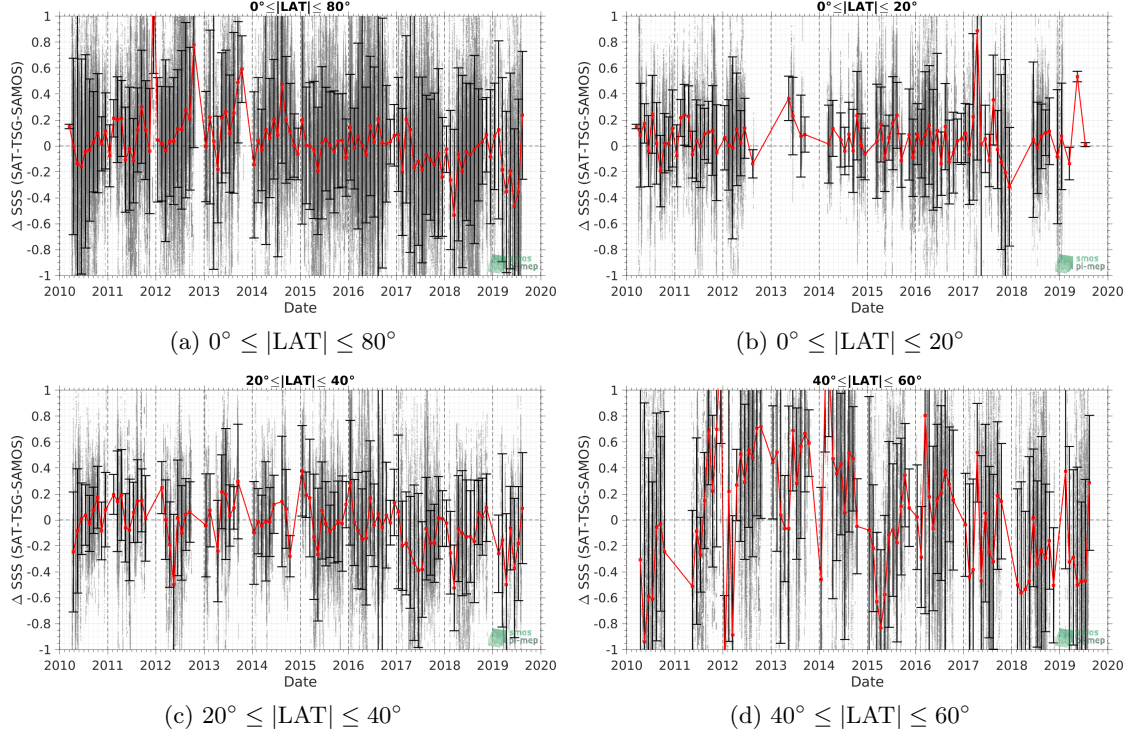 0°≤|LAT|≤ 80°
Δ SSS (SAT-TSG-SAMOS)
1
0.8
0.6
0.4
0.2
0
-0.2
-0.4
-0.6
-0.8
-1
2010 2011 2012 2013 2014 2015 2016 2017 2018 2019 2020
Date
smos
pi-mep
(a) 0° ≤ |LAT| ≤ 80°
0°≤|LAT|≤ 20°
Δ SSS (SAT-TSG-SAMOS)
1
0.8
0.6
0.4
0.2
0
-0.2
-0.4
-0.6
-0.8
-1
2010 2011 2012 2013 2014 2015 2016 2017 2018 2019 2020
Date
smos
pi-mep
(b) 0° ≤ |LAT| ≤ 20°
20°≤|LAT|≤ 40°
Δ SSS (SAT-TSG-SAMOS)
1
0.8
0.6
0.4
0.2
0
-0.2
-0.4
-0.6
-0.8
-1
2010 2011 2012 2013 2014 2015 2016 2017 2018 2019 2020
Date
smos
pi-mep
(c) 20° ≤ |LAT| ≤ 40°
40°≤|LAT|≤ 60°
Δ SSS (SAT-TSG-SAMOS)
1
0.8
0.6
0.4
0.2
0
-0.2
-0.4
-0.6
-0.8
-1
2010 2011 2012 2013 2014 2015 2016 2017 2018 2019 2020
Date
smos
pi-mep
(d) 40° ≤ |LAT| ≤ 60°